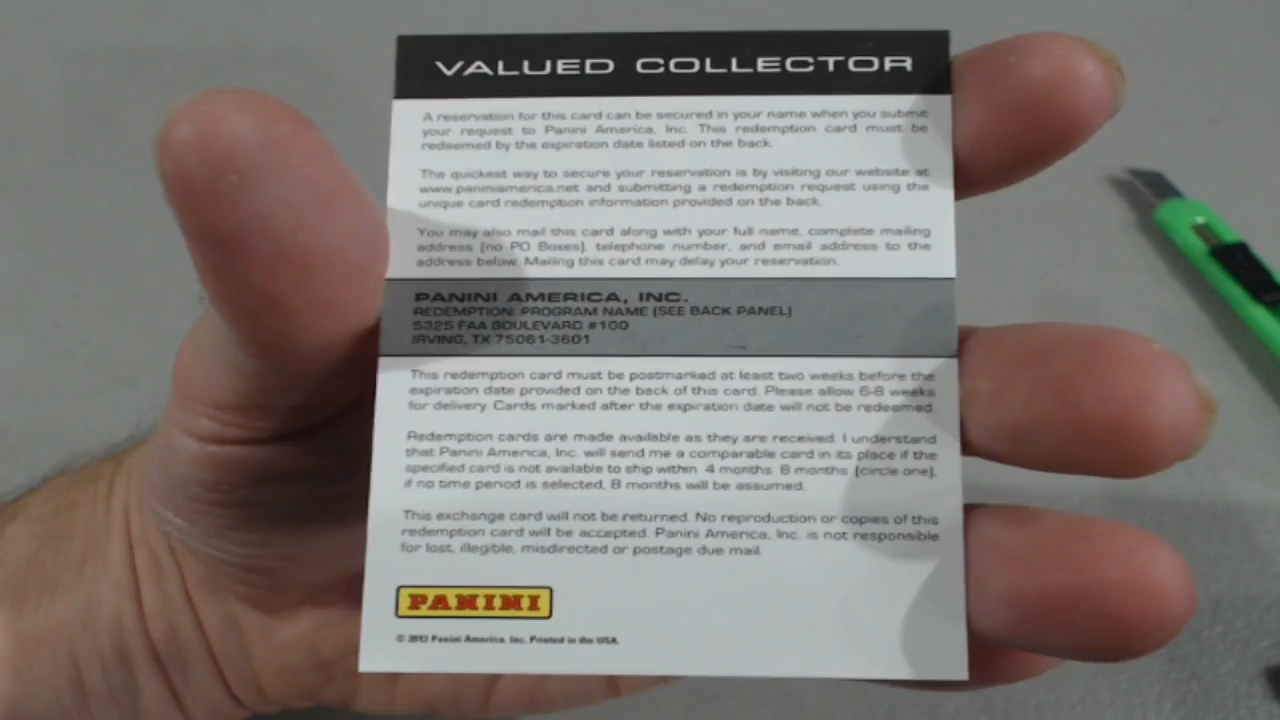 VALUED COLLECTOR
A reservation for this card can be secured in your name when you submit
your request to Panini America, Inc. This redemption card must be
redeemed by the expiration date listed on the back.
The quickest way to secure your reservation is by visiting our website at
www.paniniamerica.net and submitting a redemption request using the
unique card redemption information provided on the back.
You may also mail this card along with your full name, complete mailing
address (no PO Boxes), telephone number, and email address to the
address below. Mailing this card may delay your reservation.
PANINI AMERICA, INC.
REDEMPTION: PROGRAM NAME (SEE BACK PANEL)
5325 FAA BOULEVARD #100
IRVING, TX 75061-3601
This redemption card must be postmarked at least two weeks before the
expiration date provided on the back of this card. Please allow 6-8 weeks
for delivery. Cards marked after the expiration date will not be redeemed.
Redemption cards are made available as they are received. I understand
that Panini America, Inc. will send me a comparable card in its place if the
specified card is not available to ship within 4 months 8 months (circle one),
if no time period is selected, 8 months will be assumed.
This exchange card will not be returned. No reproduction or copies of this
redemption card will be accepted. Panini America, Inc. is not responsible
for lost, illegible, misdirected or postage due mail.
PANINI
© 2013 Panini America, Inc. Printed in the USA.